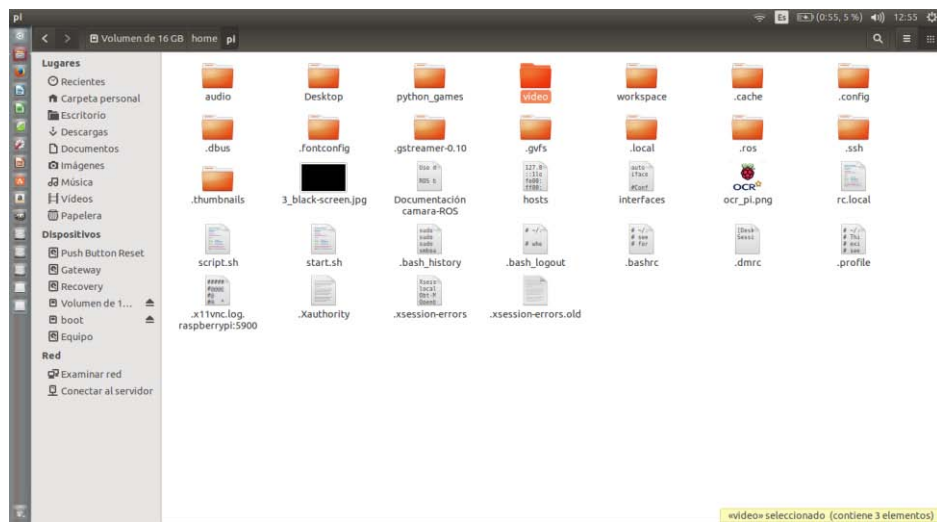 pi
Es (0:55, 5 %) 12:55
Volumen de 16 GB home pi
Lugares
Recientes
Carpeta personal
Escritorio
Descargas
Documentos
Imágenes
Música
Vídeos
Papelera
Dispositivos
Push Button Reset
Gateway
Recovery
Volumen de 1...
boot
Equipo
Red
Examinar red
Conectar al servidor
audio
Desktop
python_games
video
workspace
.cache
.config
.dbus
.fontconfig
.gstreamer-0.10
.gvfs
.local
.ros
.ssh
.thumbnails
3_black-screen.jpg
Documentación
camara-ROS
hosts
interfaces
OCR
ocr_pi.png
rc.local
script.sh
start.sh
.bash_history
.bash_logout
.bashrc
.dmrc
.profile
.x11vnc.log.
raspberrypi:5900
.Xauthority
.xsession-errors
.xsession-errors.old
«video» seleccionado (contiene 3 elementos)